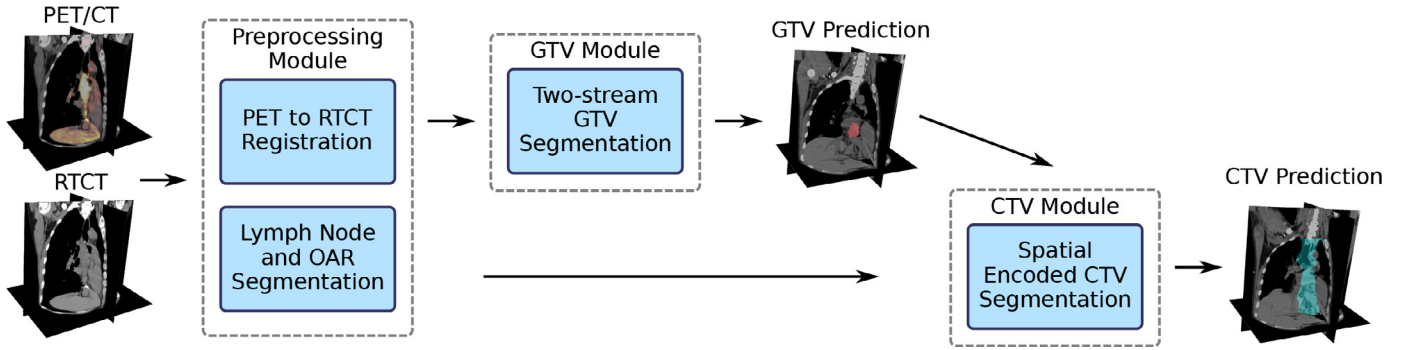 PET/CT
RTCT
Preprocessing
Module
PET to RTCT
Registration
Lymph Node
and OAR
Segmentation
GTV Module
Two-stream
GTV
Segmentation
GTV Prediction
CTV Module
Spatial
Encoded CTV
Segmentation
CTV Prediction